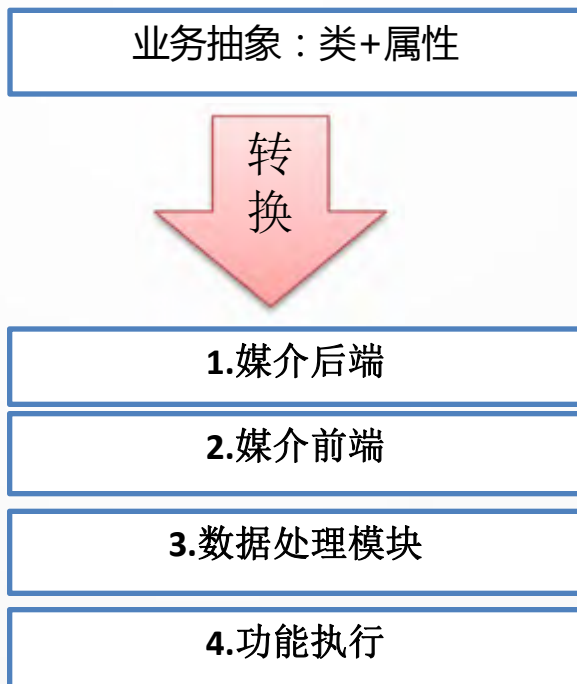 业务抽象：类+属性
转
换
1.媒介后端
2.媒介前端
3.数据处理模块
4.功能执行